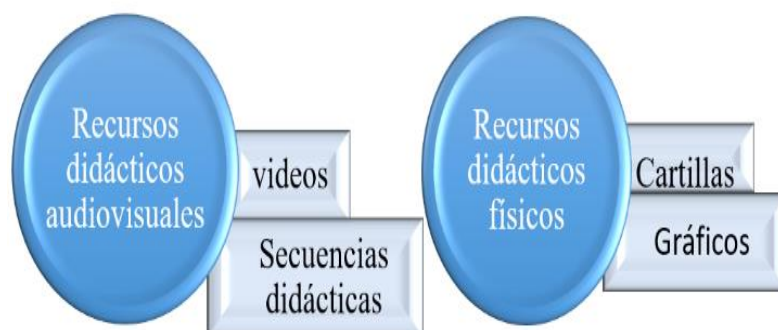 Recursos
didácticos
audiovisuales
videos
Secuencias
didácticas
Recursos
didácticos
físicos
Cartillas
Gráficos